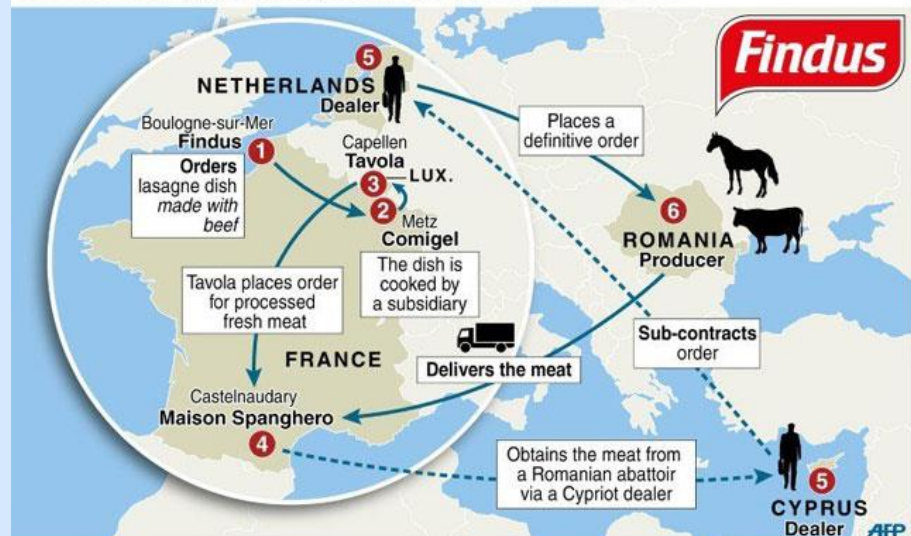 Findus
5
NETHERLANDS
Dealer
Places a
definitive order
Boulogne-sur-Mer
Findus
1
Orders
lasagne dish
made with
beef
Capellen
Tavola
3
LUX.
2
Metz
Comigel
The dish is
cooked by
a subsidiary
6
ROMANIA
Producer
Tavola places order
for processed
fresh meat
FRANCE
Delivers the meat
Sub-contracts
order
Castelnaudary
Maison Spanghero
4
Obtains the meat from
a Romanian abattoir
via a Cypriot dealer
5
CYPRUS
Dealer
AFP